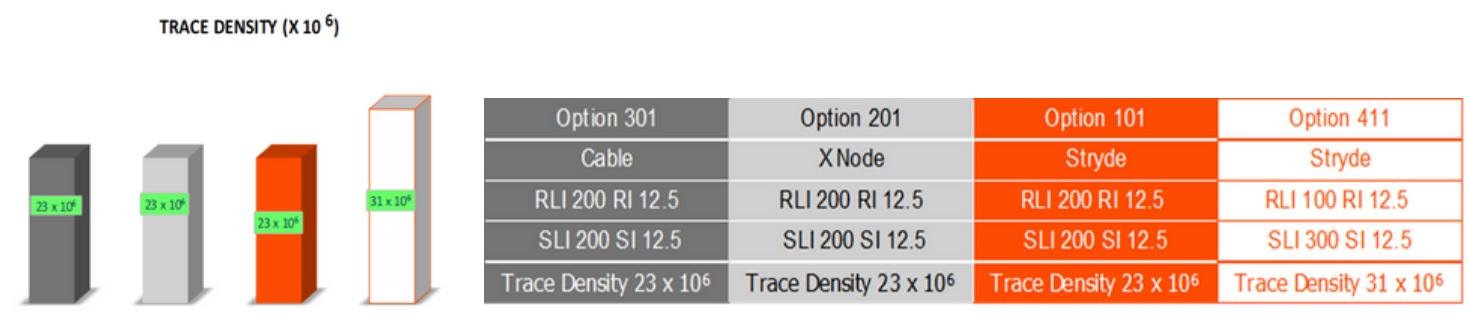 TRACE DENSITY (X 10 ⁶)
23 x 10⁶
23 x 10⁶
23 x 10⁶
31 x 10⁶
Option 301 Option 201 Option 101 Option 411
Cable X Node Stryde Stryde
RLI 200 RI 12.5 RLI 200 RI 12.5 RLI 200 RI 12.5 RLI 100 RI 12.5
SLI 200 SI 12.5 SLI 200 SI 12.5 SLI 200 SI 12.5 SLI 300 SI 12.5
Trace Density 23 x 10⁶ Trace Density 23 x 10⁶ Trace Density 23 x 10⁶ Trace Density 31 x 10⁶